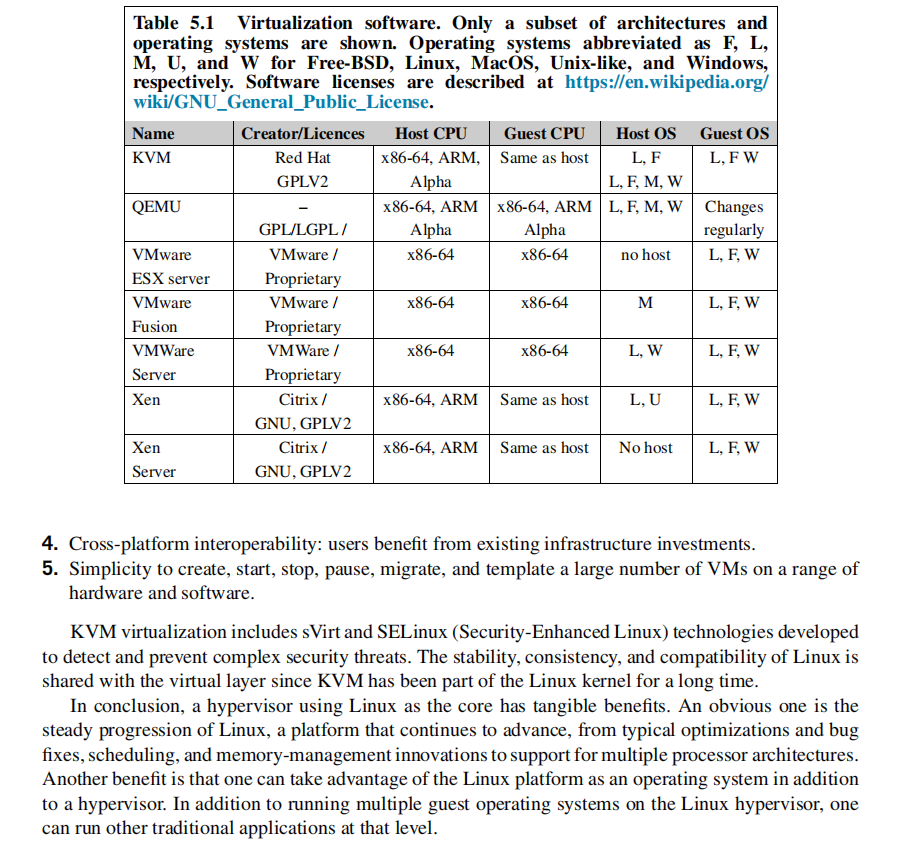 Table 5.1 Virtualization software. Only a subset of architectures and
operating systems are shown. Operating systems abbreviated as F, L,
M, U, and W for Free-BSD, Linux, MacOS, Unix-like, and Windows,
respectively. Software licenses are described at https://en.wikipedia.org/
wiki/GNU_General_Public_License.
Name Creator/Licences Host CPU Guest CPU Host OS Guest OS
KVM Red Hat x86-64, ARM, Same as host L, F L, F W
GPLV2 Alpha L, F, M, W
QEMU – x86-64, ARM x86-64, ARM L, F, M, W Changes
GPL/LGPL / Alpha Alpha regularly
VMware VMware / x86-64 x86-64 no host L, F, W
ESX server Proprietary
VMware VMware / x86-64 x86-64 M L, F, W
Fusion Proprietary
VMWare VMWare / x86-64 x86-64 L, W L, F, W
Server Proprietary
Xen Citrix / x86-64, ARM Same as host L, U L, F, W
GNU, GPLV2
Xen Citrix / x86-64, ARM Same as host No host L, F, W
Server GNU, GPLV2
4. Cross-platform interoperability: users benefit from existing infrastructure investments.
5. Simplicity to create, start, stop, pause, migrate, and template a large number of VMs on a range of
hardware and software.
KVM virtualization includes sVirt and SELinux (Security-Enhanced Linux) technologies developed
to detect and prevent complex security threats. The stability, consistency, and compatibility of Linux is
shared with the virtual layer since KVM has been part of the Linux kernel for a long time.
In conclusion, a hypervisor using Linux as the core has tangible benefits. An obvious one is the
steady progression of Linux, a platform that continues to advance, from typical optimizations and bug
fixes, scheduling, and memory-management innovations to support for multiple processor architectures.
Another benefit is that one can take advantage of the Linux platform as an operating system in addition
to a hypervisor. In addition to running multiple guest operating systems on the Linux hypervisor, one
can run other traditional applications at that level.